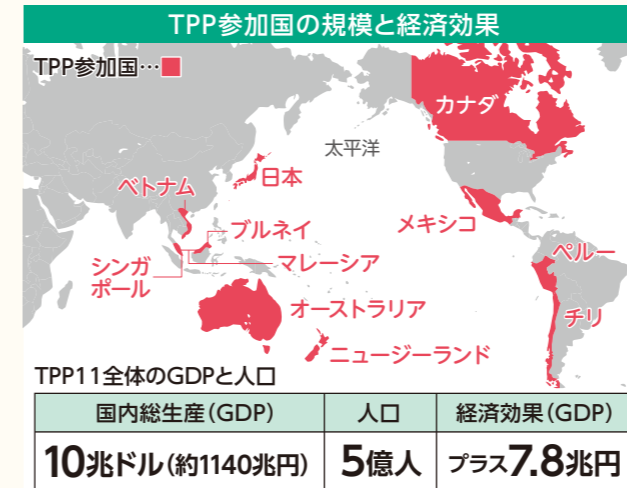 TPP参加国の規模と経済効果
TPP参加国…
カナダ
太平洋
日本
ベトナム
ブルネイ
メキシコ
シンガ
ポール
マレーシア
ペルー
オーストラリア
チリ
ニュージーランド
TPP11全体のGDPと人口
国内総生産(GDP) 人口 経済効果(GDP)
10兆ドル(約1140兆円) 5億人 プラス7.8兆円